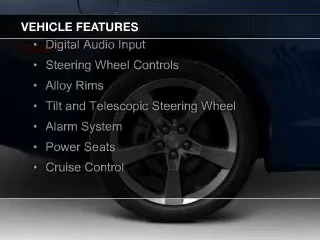 VEHICLE FEATURES
• Digital Audio Input
• Steering Wheel Controls
• Alloy Rims
• Tilt and Telescopic Steering Wheel
• Alarm System
• Power Seats
• Cruise Control